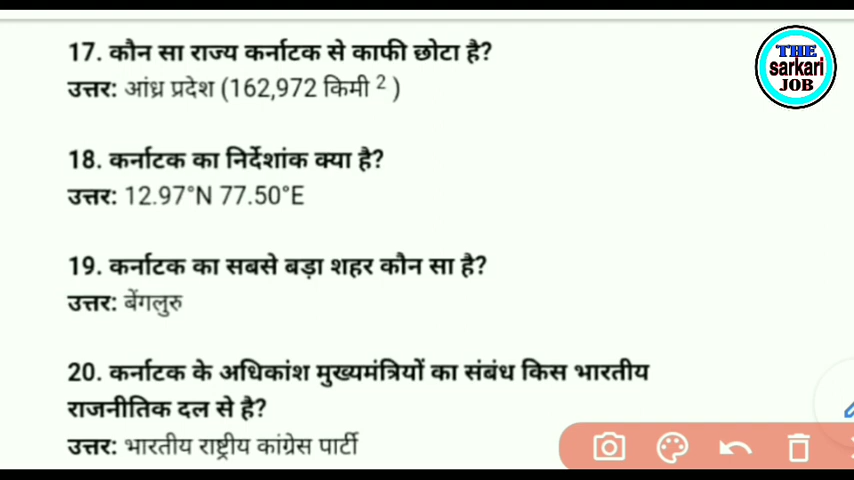 17. कौन सा राज्य कर्नाटक से काफी छोटा है?
उत्तर: आंध्र प्रदेश (162,972 किमी ²)
18. कर्नाटक का निर्देशांक क्या है?
उत्तर: 12.97°N 77.50°E
19. कर्नाटक का सबसे बड़ा शहर कौन सा है?
उत्तर: बेंगलुरु
20. कर्नाटक के अधिकांश मुख्यमंत्रियों का संबंध किस भारतीय
राजनीतिक दल से है?
उत्तर: भारतीय राष्ट्रीय कांग्रेस पार्टी
THE
sarkari
JOB